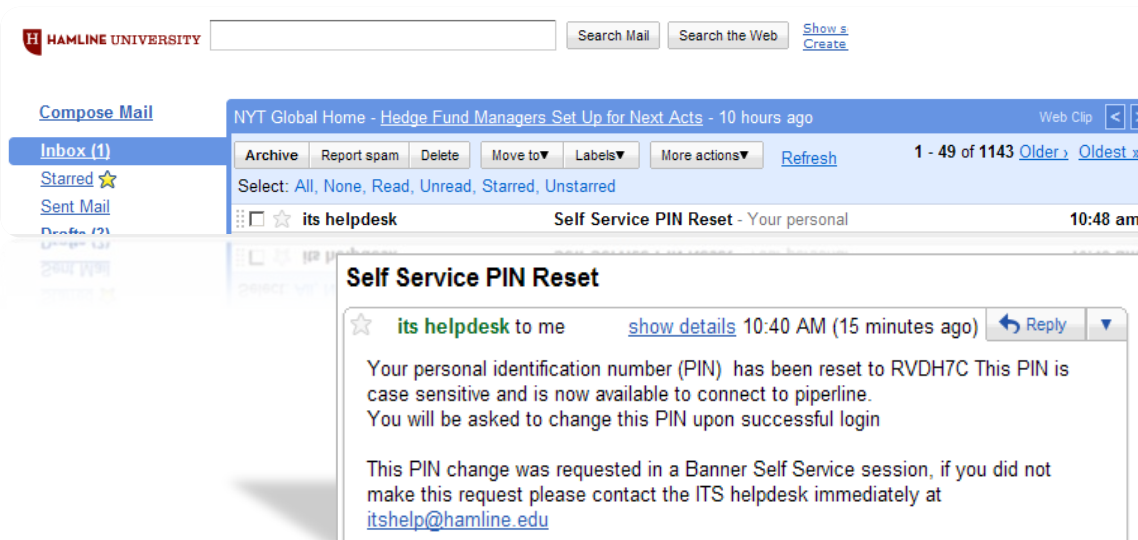 HAMLINE UNIVERSITY
Search Mail Search the Web Show s
Create
Compose Mail
NYT Global Home - Hedge Fund Managers Set Up for Next Acts - 10 hours ago Web Clip <
Inbox (1)
Archive Report spam Delete Move to▼ Labels▼ More actions▼ Refresh 1 - 49 of 1143 Older › Oldest »
Starred
Select: All, None, Read, Unread, Starred, Unstarred
Sent Mail
its helpdesk Self Service PIN Reset - Your personal 10:48 am
Drafts (2)
Self Service PIN Reset
its helpdesk to me show details 10:40 AM (15 minutes ago) Reply ▼
Your personal identification number (PIN) has been reset to RVDH7C This PIN is
case sensitive and is now available to connect to piperline.
You will be asked to change this PIN upon successful login
This PIN change was requested in a Banner Self Service session, if you did not
make this request please contact the ITS helpdesk immediately at
itshelp@hamline.edu